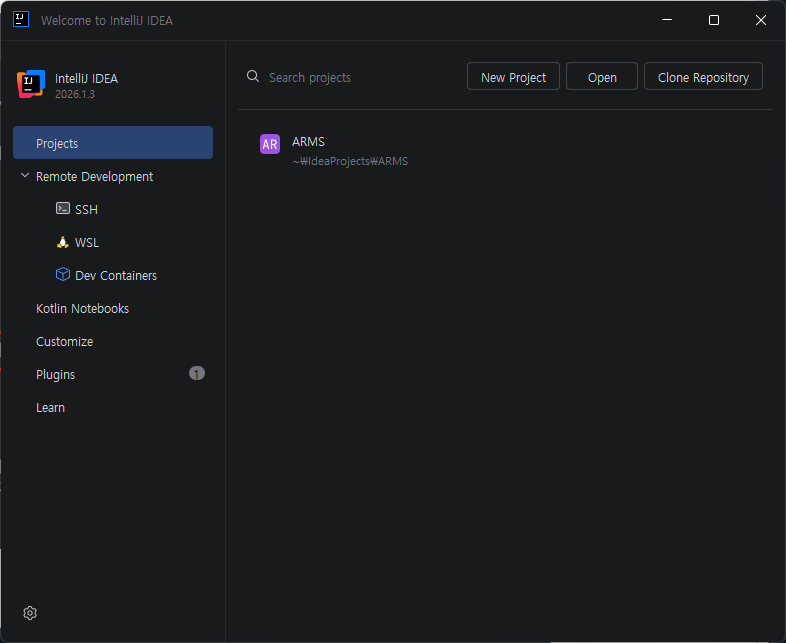 Welcome to IntelliJ IDEA
IntelliJ IDEA
2026.1.3
Search projects
New Project
Open
Clone Repository
Projects
Remote Development
SSH
WSL
Dev Containers
Kotlin Notebooks
Customize
Plugins
1
Learn
AR
ARMS
~₩IdeaProjects₩ARMS